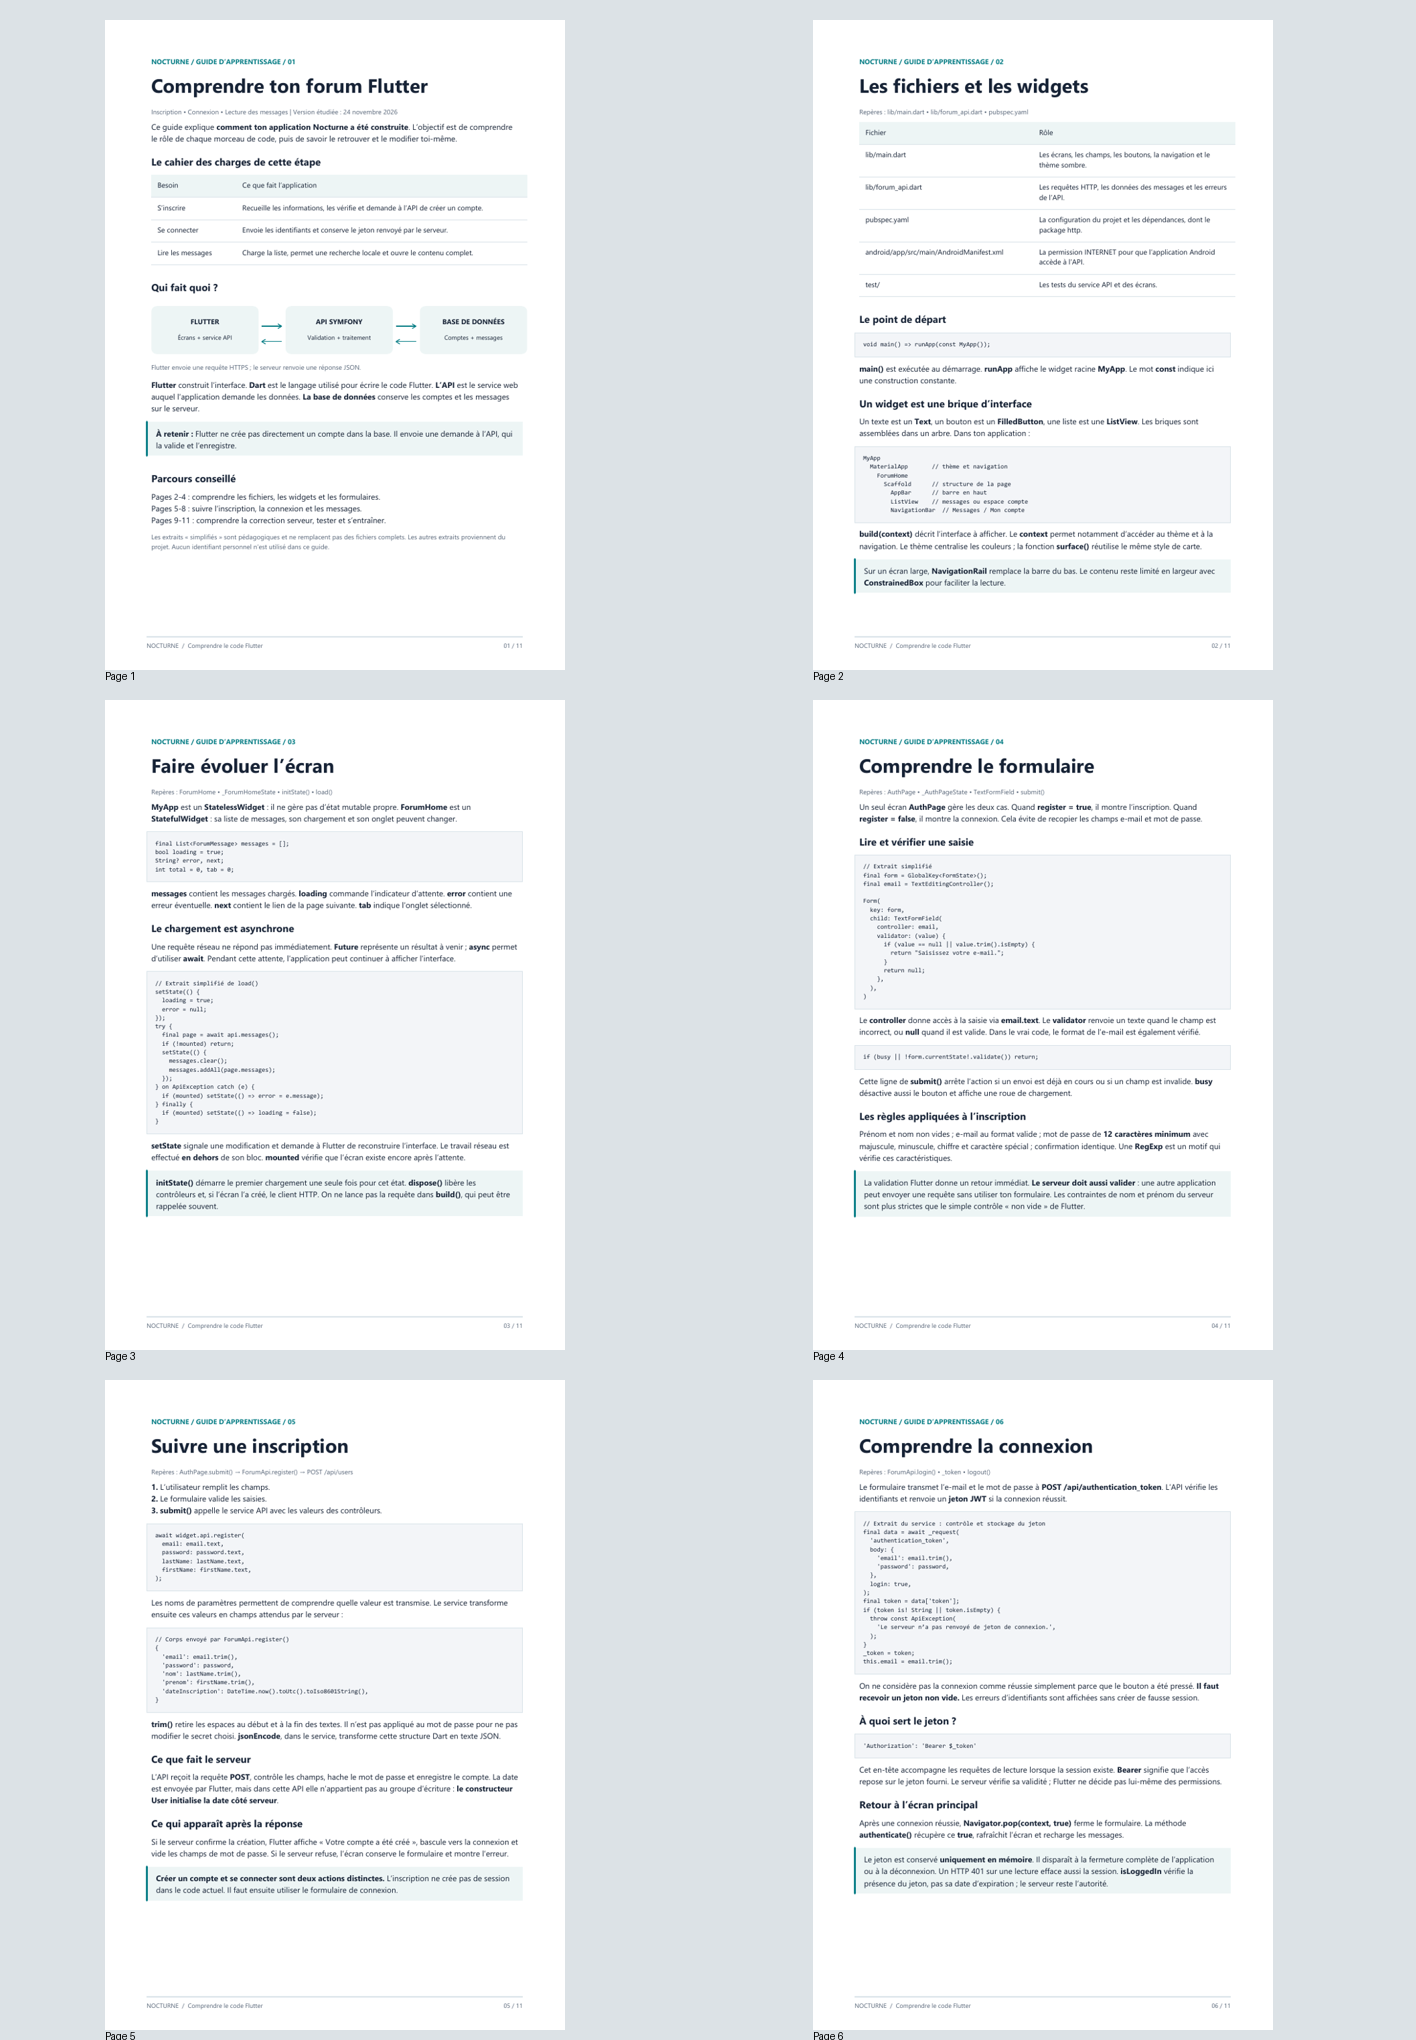 NOCTURNE / GUIDE D’APPRENTISSAGE / 01
Comprendre ton forum Flutter
Inscription • Connexion • Lecture des messages | Version étudiée : 24 novembre 2026
Ce guide explique comment ton application Nocturne a été construite. L’objectif est de comprendre
le rôle de chaque morceau de code, puis de savoir le retrouver et le modifier toi-même.
Le cahier des charges de cette étape
Besoin Ce que fait l’application
S’inscrire Recueille les informations, les vérifie et demande à l’API de créer un compte.
Se connecter Envoie les identifiants et conserve le jeton renvoyé par le serveur.
Lire les messages Charge la liste, permet une recherche locale et ouvre le contenu complet.
Qui fait quoi ?
FLUTTER API SYMFONY BASE DE DONNÉES
Écrans + service API Validation + traitement Comptes + messages
Flutter envoie une requête HTTPS ; le serveur renvoie une réponse JSON.
Flutter construit l’interface. Dart est le langage utilisé pour écrire le code Flutter. L’API est le service web
auquel l’application demande les données. La base de données conserve les comptes et les messages
sur le serveur.
À retenir : Flutter ne crée pas directement un compte dans la base. Il envoie une demande à l’API, qui
la valide et l’enregistre.
Parcours conseillé
Pages 2-4 : comprendre les fichiers, les widgets et les formulaires.
Pages 5-8 : suivre l’inscription, la connexion et les messages.
Pages 9-11 : comprendre la correction serveur, tester et s’entraîner.
Les extraits « simplifiés » sont pédagogiques et ne remplacent pas des fichiers complets. Les autres extraits proviennent du
projet. Aucun identifiant personnel n’est utilisé dans ce guide.
NOCTURNE / Comprendre le code Flutter 01 / 11
Page 1
NOCTURNE / GUIDE D’APPRENTISSAGE / 02
Les fichiers et les widgets
Repères : lib/main.dart • lib/forum_api.dart • pubspec.yaml
Fichier Rôle
lib/main.dart Les écrans, les champs, les boutons, la navigation et le
thème sombre.
lib/forum_api.dart Les requêtes HTTP, les données des messages et les erreurs
de l’API.
pubspec.yaml La configuration du projet et les dépendances, dont le
package http.
android/app/src/main/AndroidManifest.xml La permission INTERNET pour que l’application Android
accède à l’API.
test/ Les tests du service API et des écrans.
Le point de départ
void main() => runApp(const MyApp());
main() est exécutée au démarrage. runApp affiche le widget racine MyApp. Le mot const indique ici
une construction constante.
Un widget est une brique d’interface
Un texte est un Text, un bouton est un FilledButton, une liste est une ListView. Les briques sont
assemblées dans un arbre. Dans ton application :
MyApp
MaterialApp // thème et navigation
ForumHome
Scaffold // structure de la page
AppBar // barre en haut
ListView // messages ou espace compte
NavigationBar // Messages / Mon compte
build(context) décrit l’interface à afficher. Le context permet notamment d’accéder au thème et à la
navigation. Le thème centralise les couleurs ; la fonction surface() réutilise le même style de carte.
Sur un écran large, NavigationRail remplace la barre du bas. Le contenu reste limité en largeur avec
ConstrainedBox pour faciliter la lecture.
NOCTURNE / Comprendre le code Flutter 02 / 11
Page 2
NOCTURNE / GUIDE D’APPRENTISSAGE / 03
Faire évoluer l’écran
Repères : ForumHome • _ForumHomeState • initState() • load()
MyApp est un StatelessWidget : il ne gère pas d’état mutable propre. ForumHome est un
StatefulWidget : sa liste de messages, son chargement et son onglet peuvent changer.
final List<ForumMessage> messages = [];
bool loading = true;
String? error, next;
int total = 0, tab = 0;
messages contient les messages chargés. loading commande l’indicateur d’attente. error contient une
erreur éventuelle. next contient le lien de la page suivante. tab indique l’onglet sélectionné.
Le chargement est asynchrone
Une requête réseau ne répond pas immédiatement. Future représente un résultat à venir ; async permet
d’utiliser await. Pendant cette attente, l’application peut continuer à afficher l’interface.
// Extrait simplifié de load()
setState(() {
loading = true;
error = null;
});
try {
final page = await api.messages();
if (!mounted) return;
setState(() {
messages.clear();
messages.addAll(page.messages);
});
} on ApiException catch (e) {
if (mounted) setState(() => error = e.message);
} finally {
if (mounted) setState(() => loading = false);
}
setState signale une modification et demande à Flutter de reconstruire l’interface. Le travail réseau est
effectué en dehors de son bloc. mounted vérifie que l’écran existe encore après l’attente.
initState() démarre le premier chargement une seule fois pour cet état. dispose() libère les
contrôleurs et, si l’écran l’a créé, le client HTTP. On ne lance pas la requête dans build(), qui peut être
rappelée souvent.
NOCTURNE / Comprendre le code Flutter 03 / 11
Page 3
NOCTURNE / GUIDE D’APPRENTISSAGE / 04
Comprendre le formulaire
Repères : AuthPage • _AuthPageState • TextFormField • submit()
Un seul écran AuthPage gère les deux cas. Quand register = true, il montre l’inscription. Quand
register = false, il montre la connexion. Cela évite de recopier les champs e-mail et mot de passe.
Lire et vérifier une saisie
// Extrait simplifié
final form = GlobalKey<FormState>();
final email = TextEditingController();
Form(
key: form,
child: TextFormField(
controller: email,
validator: (value) {
if (value == null || value.trim().isEmpty) {
return "Saisissez votre e-mail.";
}
return null;
},
),
)
Le controller donne accès à la saisie via email.text. Le validator renvoie un texte quand le champ est
incorrect, ou null quand il est valide. Dans le vrai code, le format de l’e-mail est également vérifié.
if (busy || !form.currentState!.validate()) return;
Cette ligne de submit() arrête l’action si un envoi est déjà en cours ou si un champ est invalide. busy
désactive aussi le bouton et affiche une roue de chargement.
Les règles appliquées à l’inscription
Prénom et nom non vides ; e-mail au format valide ; mot de passe de 12 caractères minimum avec
majuscule, minuscule, chiffre et caractère spécial ; confirmation identique. Une RegExp est un motif qui
vérifie ces caractéristiques.
La validation Flutter donne un retour immédiat. Le serveur doit aussi valider : une autre application
peut envoyer une requête sans utiliser ton formulaire. Les contraintes de nom et prénom du serveur
sont plus strictes que le simple contrôle « non vide » de Flutter.
NOCTURNE / Comprendre le code Flutter 04 / 11
Page 4
NOCTURNE / GUIDE D’APPRENTISSAGE / 05
Suivre une inscription
Repères : AuthPage.submit() → ForumApi.register() → POST /api/users
1. L’utilisateur remplit les champs.
2. Le formulaire valide les saisies.
3. submit() appelle le service API avec les valeurs des contrôleurs.
await widget.api.register(
email: email.text,
password: password.text,
lastName: lastName.text,
firstName: firstName.text,
);
Les noms de paramètres permettent de comprendre quelle valeur est transmise. Le service transforme
ensuite ces valeurs en champs attendus par le serveur :
// Corps envoyé par ForumApi.register()
{
'email': email.trim(),
'password': password,
'nom': lastName.trim(),
'prenom': firstName.trim(),
'dateInscription': DateTime.now().toUtc().toIso8601String(),
}
trim() retire les espaces au début et à la fin des textes. Il n’est pas appliqué au mot de passe pour ne pas
modifier le secret choisi. jsonEncode, dans le service, transforme cette structure Dart en texte JSON.
Ce que fait le serveur
L’API reçoit la requête POST, contrôle les champs, hache le mot de passe et enregistre le compte. La date
est envoyée par Flutter, mais dans cette API elle n’appartient pas au groupe d’écriture : le constructeur
User initialise la date côté serveur.
Ce qui apparaît après la réponse
Si le serveur confirme la création, Flutter affiche « Votre compte a été créé », bascule vers la connexion et
vide les champs de mot de passe. Si le serveur refuse, l’écran conserve le formulaire et montre l’erreur.
Créer un compte et se connecter sont deux actions distinctes. L’inscription ne crée pas de session
dans le code actuel. Il faut ensuite utiliser le formulaire de connexion.
NOCTURNE / Comprendre le code Flutter 05 / 11
Page 5
NOCTURNE / GUIDE D’APPRENTISSAGE / 06
Comprendre la connexion
Repères : ForumApi.login() • _token • logout()
Le formulaire transmet l’e-mail et le mot de passe à POST /api/authentication_token. L’API vérifie les
identifiants et renvoie un jeton JWT si la connexion réussit.
// Extrait du service : contrôle et stockage du jeton
final data = await _request(
'authentication_token',
body: {
'email': email.trim(),
'password': password,
},
login: true,
);
final token = data['token'];
if (token is! String || token.isEmpty) {
throw const ApiException(
'Le serveur n’a pas renvoyé de jeton de connexion.',
);
}
_token = token;
this.email = email.trim();
On ne considère pas la connexion comme réussie simplement parce que le bouton a été pressé. Il faut
recevoir un jeton non vide. Les erreurs d’identifiants sont affichées sans créer de fausse session.
À quoi sert le jeton ?
'Authorization': 'Bearer $_token'
Cet en-tête accompagne les requêtes de lecture lorsque la session existe. Bearer signifie que l’accès
repose sur le jeton fourni. Le serveur vérifie sa validité ; Flutter ne décide pas lui-même des permissions.
Retour à l’écran principal
Après une connexion réussie, Navigator.pop(context, true) ferme le formulaire. La méthode
authenticate() récupère ce true, rafraîchit l’écran et recharge les messages.
Le jeton est conservé uniquement en mémoire. Il disparaît à la fermeture complète de l’application
ou à la déconnexion. Un HTTP 401 sur une lecture efface aussi la session. isLoggedIn vérifie la
présence du jeton, pas sa date d’expiration ; le serveur reste l’autorité.
NOCTURNE / Comprendre le code Flutter 06 / 11
Page 6